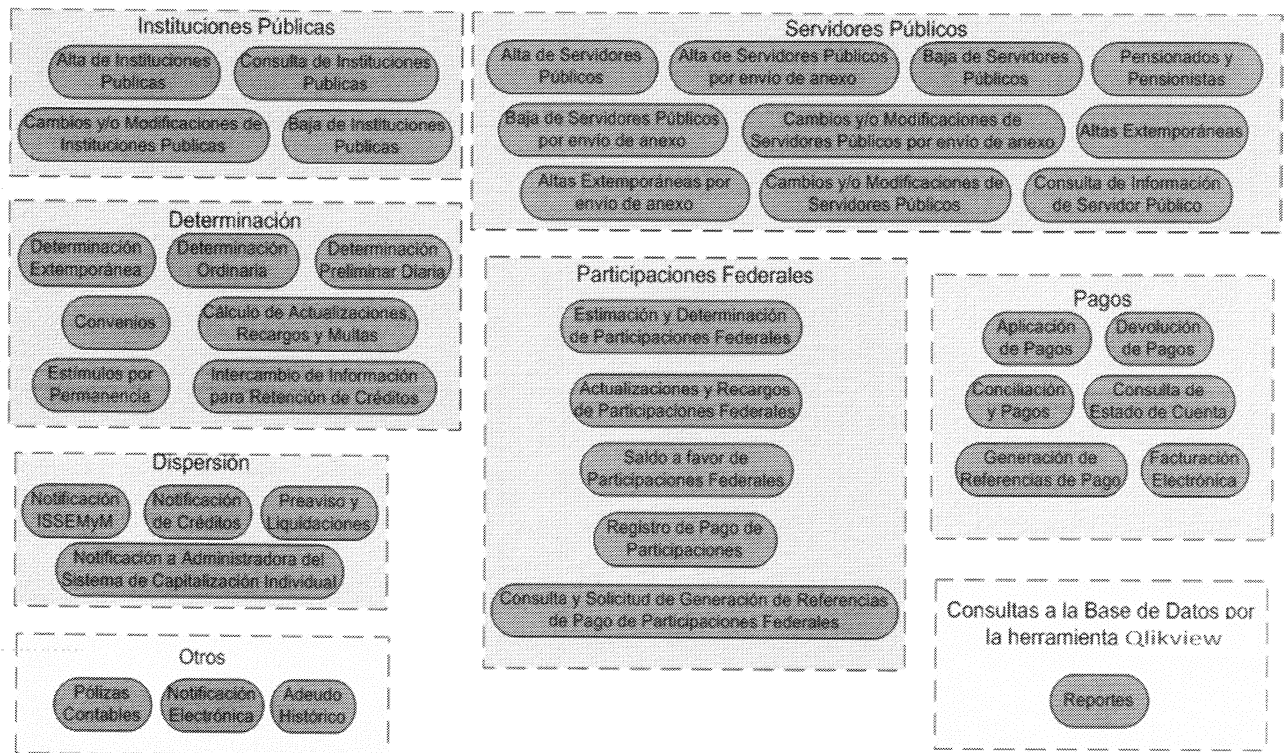 Instituciones Públicas
Alta de Instituciones
Publicas
Consulta de Instituciones
Publicas
Cambios y/o Modificaciones de
Instituciones Publicas
Baja de Instituciones
Publicas
Servidores Públicos
Alta de Servidores
Públicos
Alta de Servidores Públicos
por envío de anexo
Baja de Servidores
Públicos
Pensionados y
Pensionistas
Baja de Servidores Públicos
por envío de anexo
Cambios y/o Modificaciones de
Servidores Públicos por envío de anexo
Altas Extemporáneas
Altas Extemporáneas por
envío de anexo
Cambios y/o Modificaciones de
Servidores Públicos
Consulta de Información
de Servidor Público
Determinación
Determinación
Extemporánea
Determinación
Ordinaria
Determinación
Preliminar Diaria
Convenios
Cálculo de Actualizaciones
Recargos y Multas
Estímulos por
Permanencia
Intercambio de Información
para Retención de Créditos
Participaciones Federales
Estimación y Determinación
de Participaciones Federales
Actualizaciones y Recargos
de Participaciones Federales
Saldo a favor de
Participaciones Federales
Registro de Pago de
Participaciones
Consulta y Solicitud de Generación de Referencias
de Pago de Participaciones Federales
Pagos
Aplicación
de Pagos
Devolución
de Pagos
Conciliación
y Pagos
Consulta de
Estado de Cuenta
Generación de
Referencias de Pago
Facturación
Electrónica
Dispersión
Notificación
ISSEMyM
Notificación
de Créditos
Preaviso y
Liquidaciones
Notificación a Administradora del
Sistema de Capitalización Individual
Otros
Pólizas
Contables
Notificación
Electrónica
Adeudo
Histórico
Consultas a la Base de Datos por
la herramienta Qlikview
Reportes